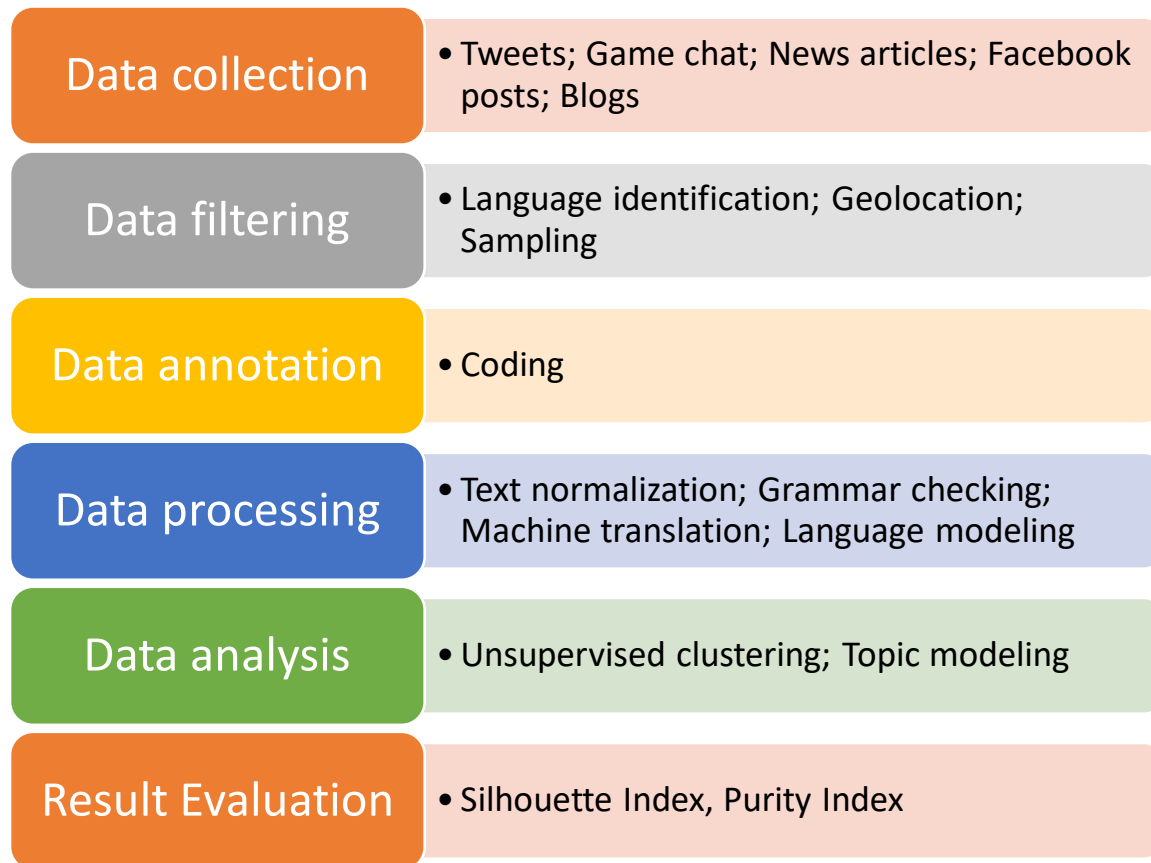 Data collection
• Tweets; Game chat; News articles; Facebook
posts; Blogs
Data filtering
• Language identification; Geolocation;
Sampling
Data annotation
• Coding
Data processing
• Text normalization; Grammar checking;
Machine translation; Language modeling
Data analysis
• Unsupervised clustering; Topic modeling
Result Evaluation
• Silhouette Index, Purity Index